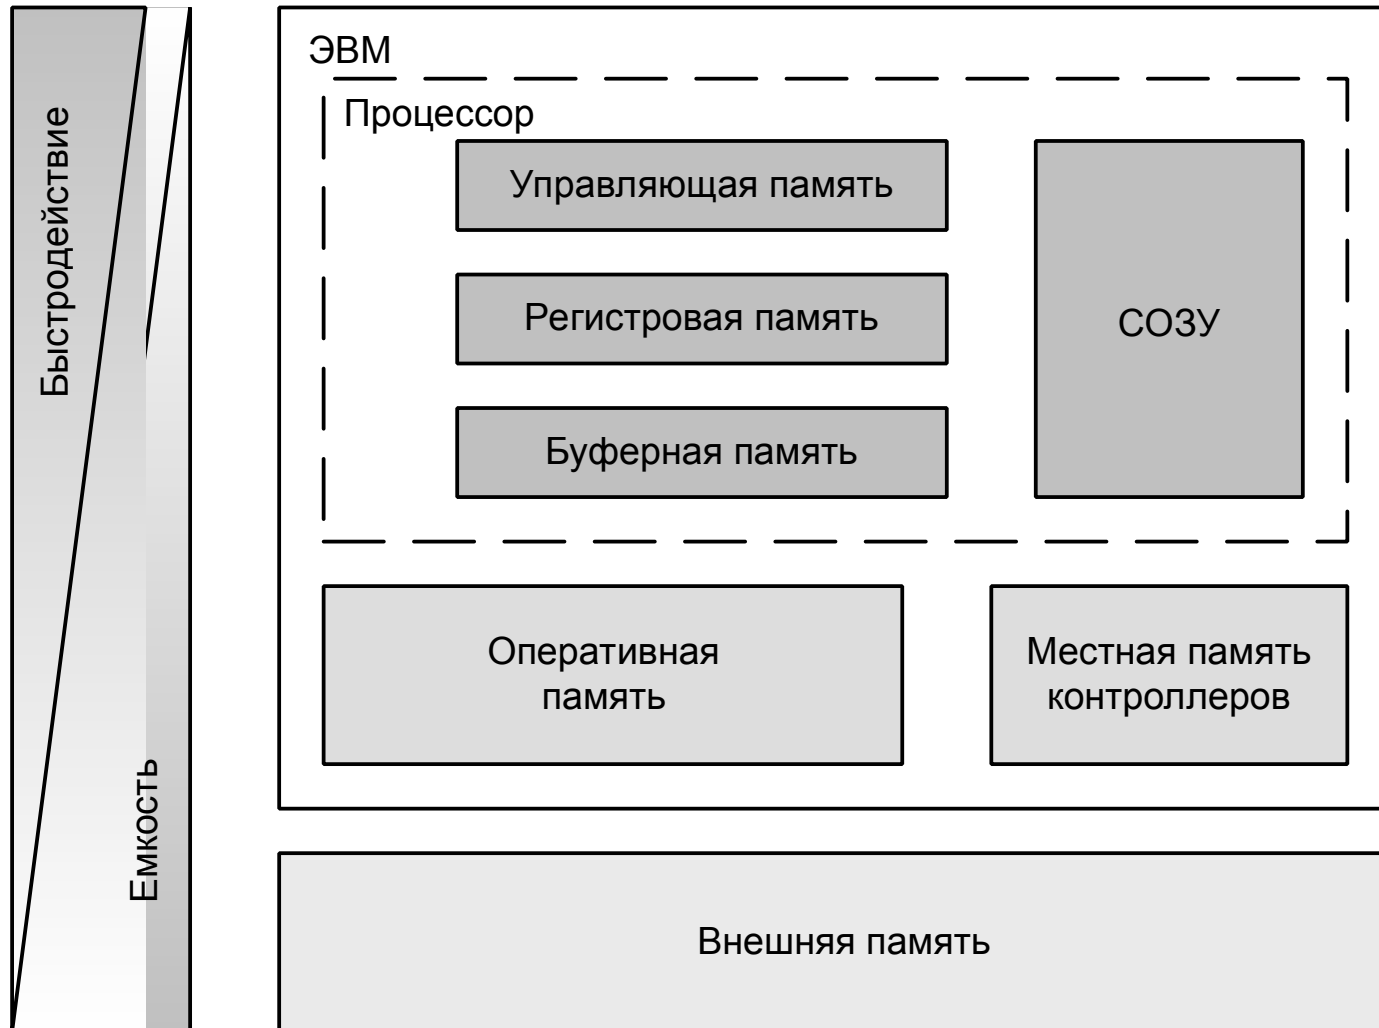 ЭВМ
Процессор
Быстродействие
Управляющая память
Регистровая память
СОЗУ
Буферная память
Оперативная
память
Местная память
контроллеров
Емкость
Внешняя память